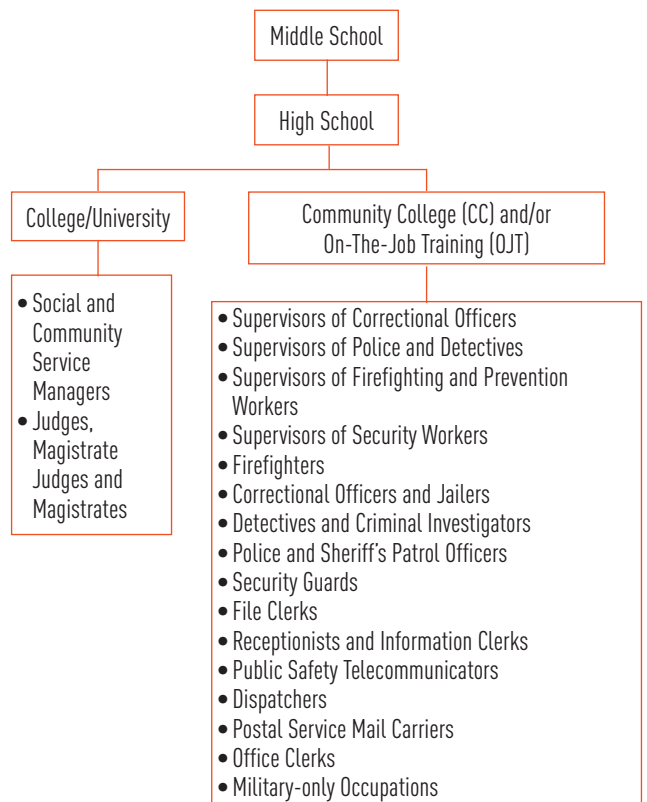 Middle School
High School
College/University
• Social and
Community
Service
Managers
• Judges,
Magistrate
Judges and
Magistrates
Community College (CC) and/or
On-The-Job Training (OJT)
• Supervisors of Correctional Officers
• Supervisors of Police and Detectives
• Supervisors of Firefighting and Prevention
Workers
• Supervisors of Security Workers
• Firefighters
• Correctional Officers and Jailers
• Detectives and Criminal Investigators
• Police and Sheriff's Patrol Officers
• Security Guards
• File Clerks
• Receptionists and Information Clerks
• Public Safety Telecommunicators
• Dispatchers
• Postal Service Mail Carriers
• Office Clerks
• Military-only Occupations